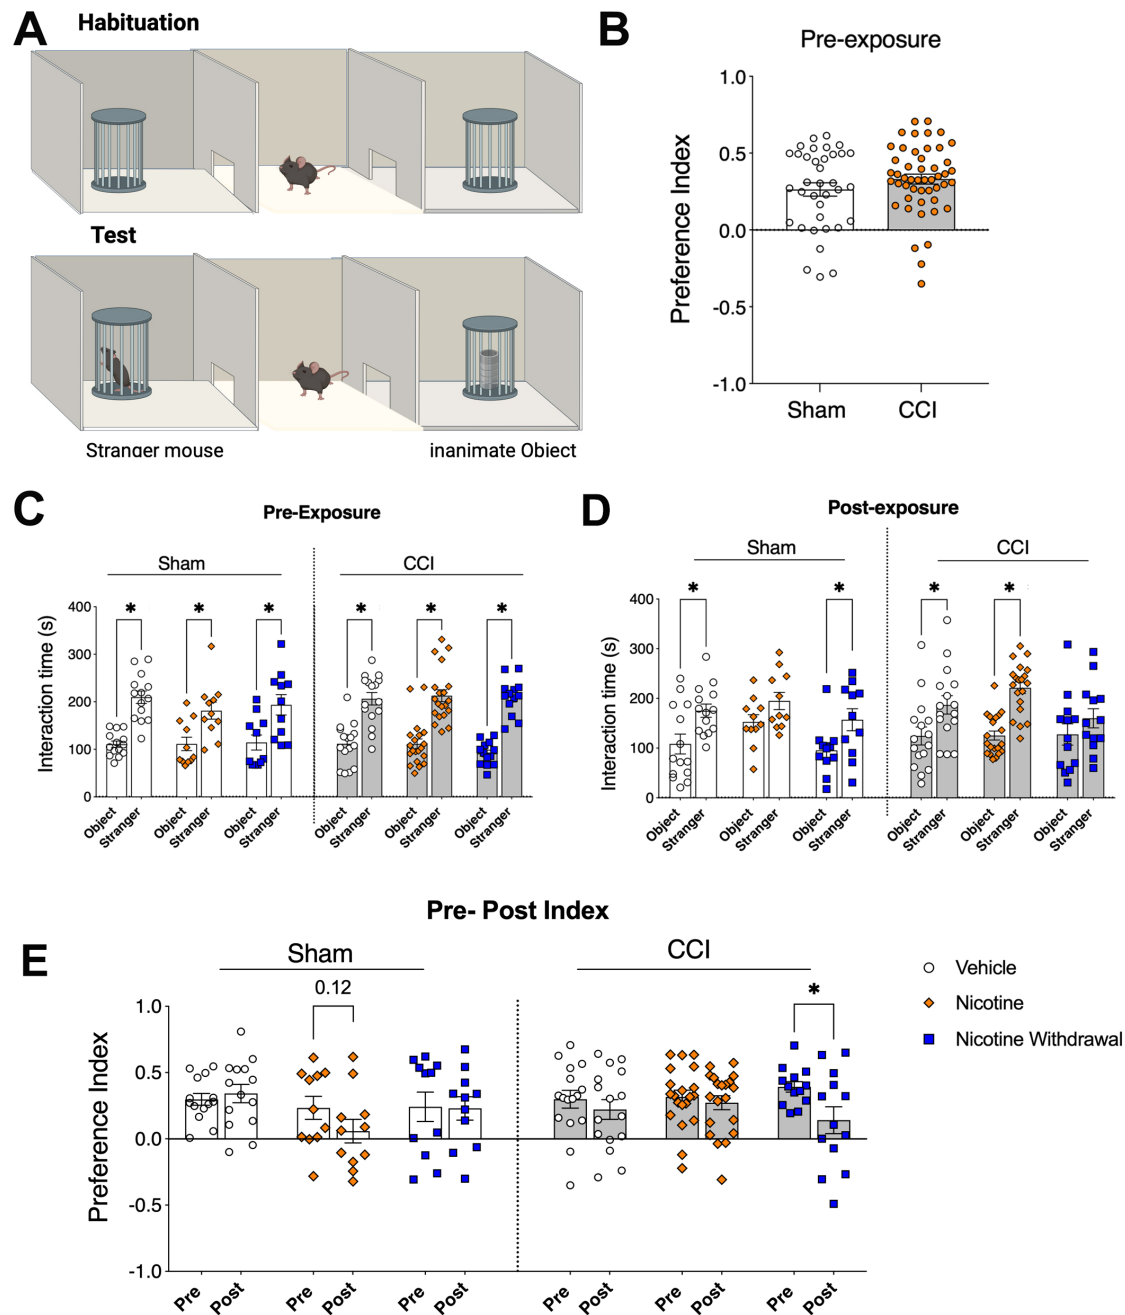 A
Habituation
Test
Stranger mouse
inanimate Object
B
Pre-exposure
Preference Index
1.0
0.5
0.0
-0.5
-1.0
Sham
CCI
C
Pre-Exposure
Sham
CCI
Interaction time (s)
400
300
200
100
0
* * * * * *
Object Stranger Object Stranger Object Stranger Object Stranger Object Stranger Object Stranger
D
Post-exposure
Sham
CCI
Interaction time (s)
400
300
200
100
0
* * * *
Object Stranger Object Stranger Object Stranger Object Stranger Object Stranger Object Stranger
Pre- Post Index
E
Sham
CCI
0.12
*
Preference Index
1.0
0.5
0.0
-0.5
-1.0
Pre Post Pre Post Pre Post Pre Post Pre Post Pre Post
Vehicle
Nicotine
Nicotine Withdrawal